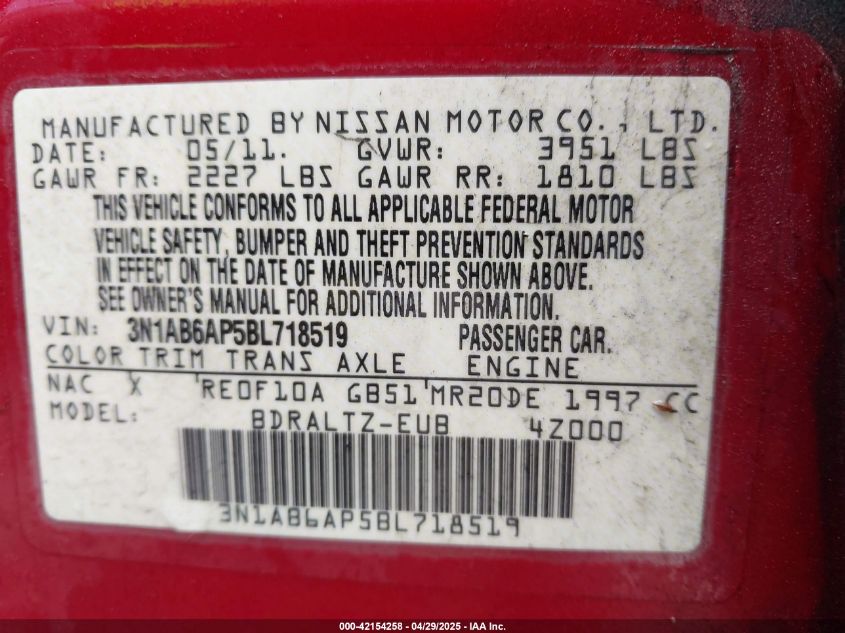 MANUFACTURED BY NISSAN MOTOR CO., LTD.
DATE: 05/11. GVWR: 3951 LBS
GAWR FR: 2227 LBS GAWR RR: 1810 LBS
THIS VEHICLE CONFORMS TO ALL APPLICABLE FEDERAL MOTOR
VEHICLE SAFETY, BUMPER AND THEFT PREVENTION STANDARDS
IN EFFECT ON THE DATE OF MANUFACTURE SHOWN ABOVE.
SEE OWNER'S MANUAL FOR ADDITIONAL INFORMATION.
VIN: 3N1AB6AP5BL718519 PASSENGER CAR.
COLOR TRIM TRANS AXLE ENGINE
NAC X RE0F10A GB51 MR20DE 1997 CC
MODEL: BDRALTZ-EUB 4Z000
3N1AB6AP5BL718519
000-42154258 - 04/29/2025 - IAA Inc.